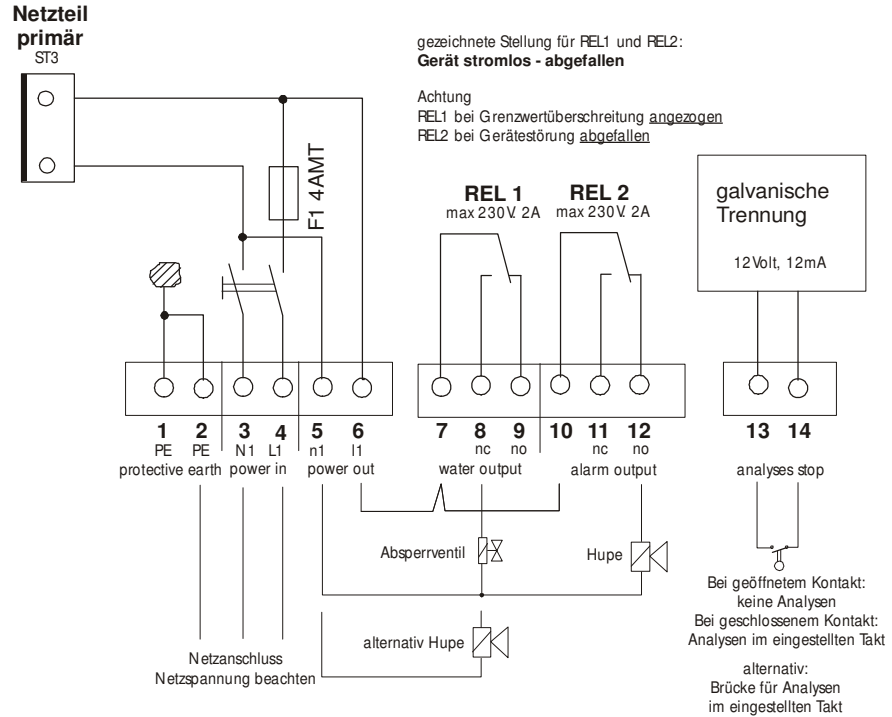 Netzteil
primär
ST3
gezeichnete Stellung für REL1 und REL2:
Gerät stromlos - abgefallen
Achtung
REL1 bei Grenzwertüberschreitung angezogen
REL2 bei Gerätestörung abgefallen
F1 4AMT
REL 1
max 230V. 2A
REL 2
max 230V. 2A
galvanische
Trennung
12Volt, 12mA
1 2 3 4 5 6 7 8 9 10 11 12 13 14
PE PE N1 L1 n1 l1 nc no nc no
protective earth power in power out water output alarm output analyses stop
Absperrventil
Hupe
alternativ Hupe
Netzanschluss
Netzspannung beachten
Bei geöffnetem Kontakt:
keine Analysen
Bei geschlossenem Kontakt:
Analysen im eingestellten Takt
alternativ:
Brücke für Analysen
im eingestellten Takt